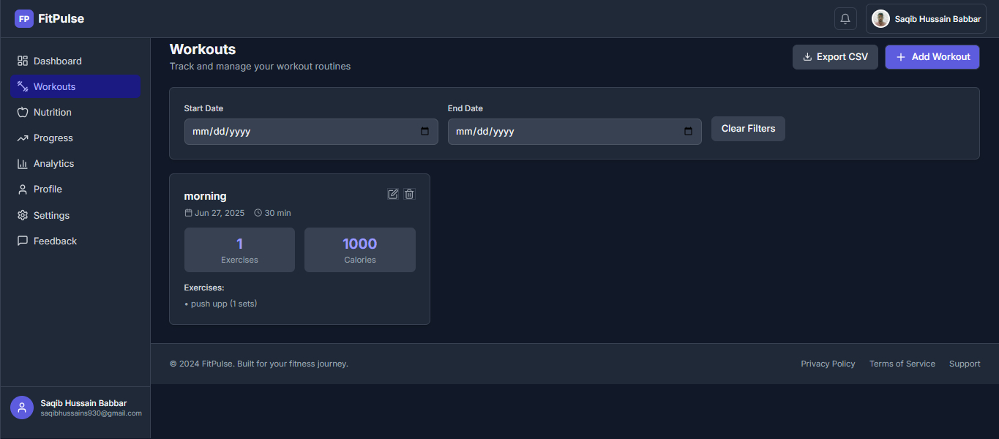 FP FitPulse
Saqib Hussain Babbar
Dashboard
Workouts
Nutrition
Progress
Analytics
Profile
Settings
Feedback
Saqib Hussain Babbar
saqibhussains930@gmail.com
Workouts
Track and manage your workout routines
Export CSV
Add Workout
Start Date
End Date
mm/dd/yyyy
mm/dd/yyyy
Clear Filters
morning
Jun 27, 2025 30 min
1
Exercises
1000
Calories
Exercises:
• push upp (1 sets)
© 2024 FitPulse. Built for your fitness journey.
Privacy Policy Terms of Service Support